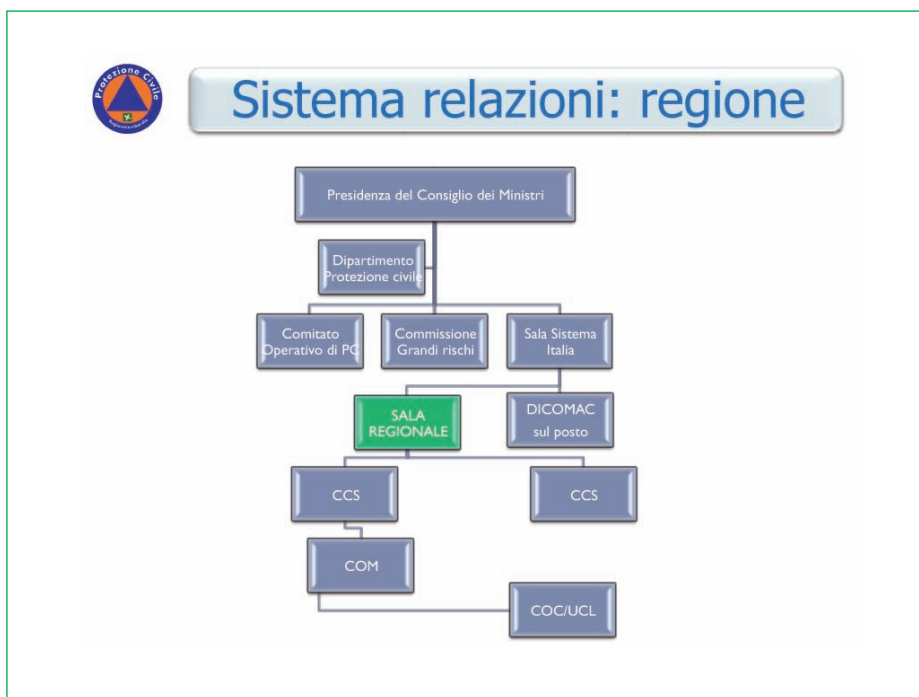 Protezione Civile
Sistema relazioni: regione
Presidenza del Consiglio dei Ministri
Dipartimento
Protezione civile
Comitato
Operativo di PC
Commissione
Grandi rischi
Sala Sistema
Italia
SALA
REGIONALE
DICOMAC
sul posto
CCS
CCS
COM
COC/UCL